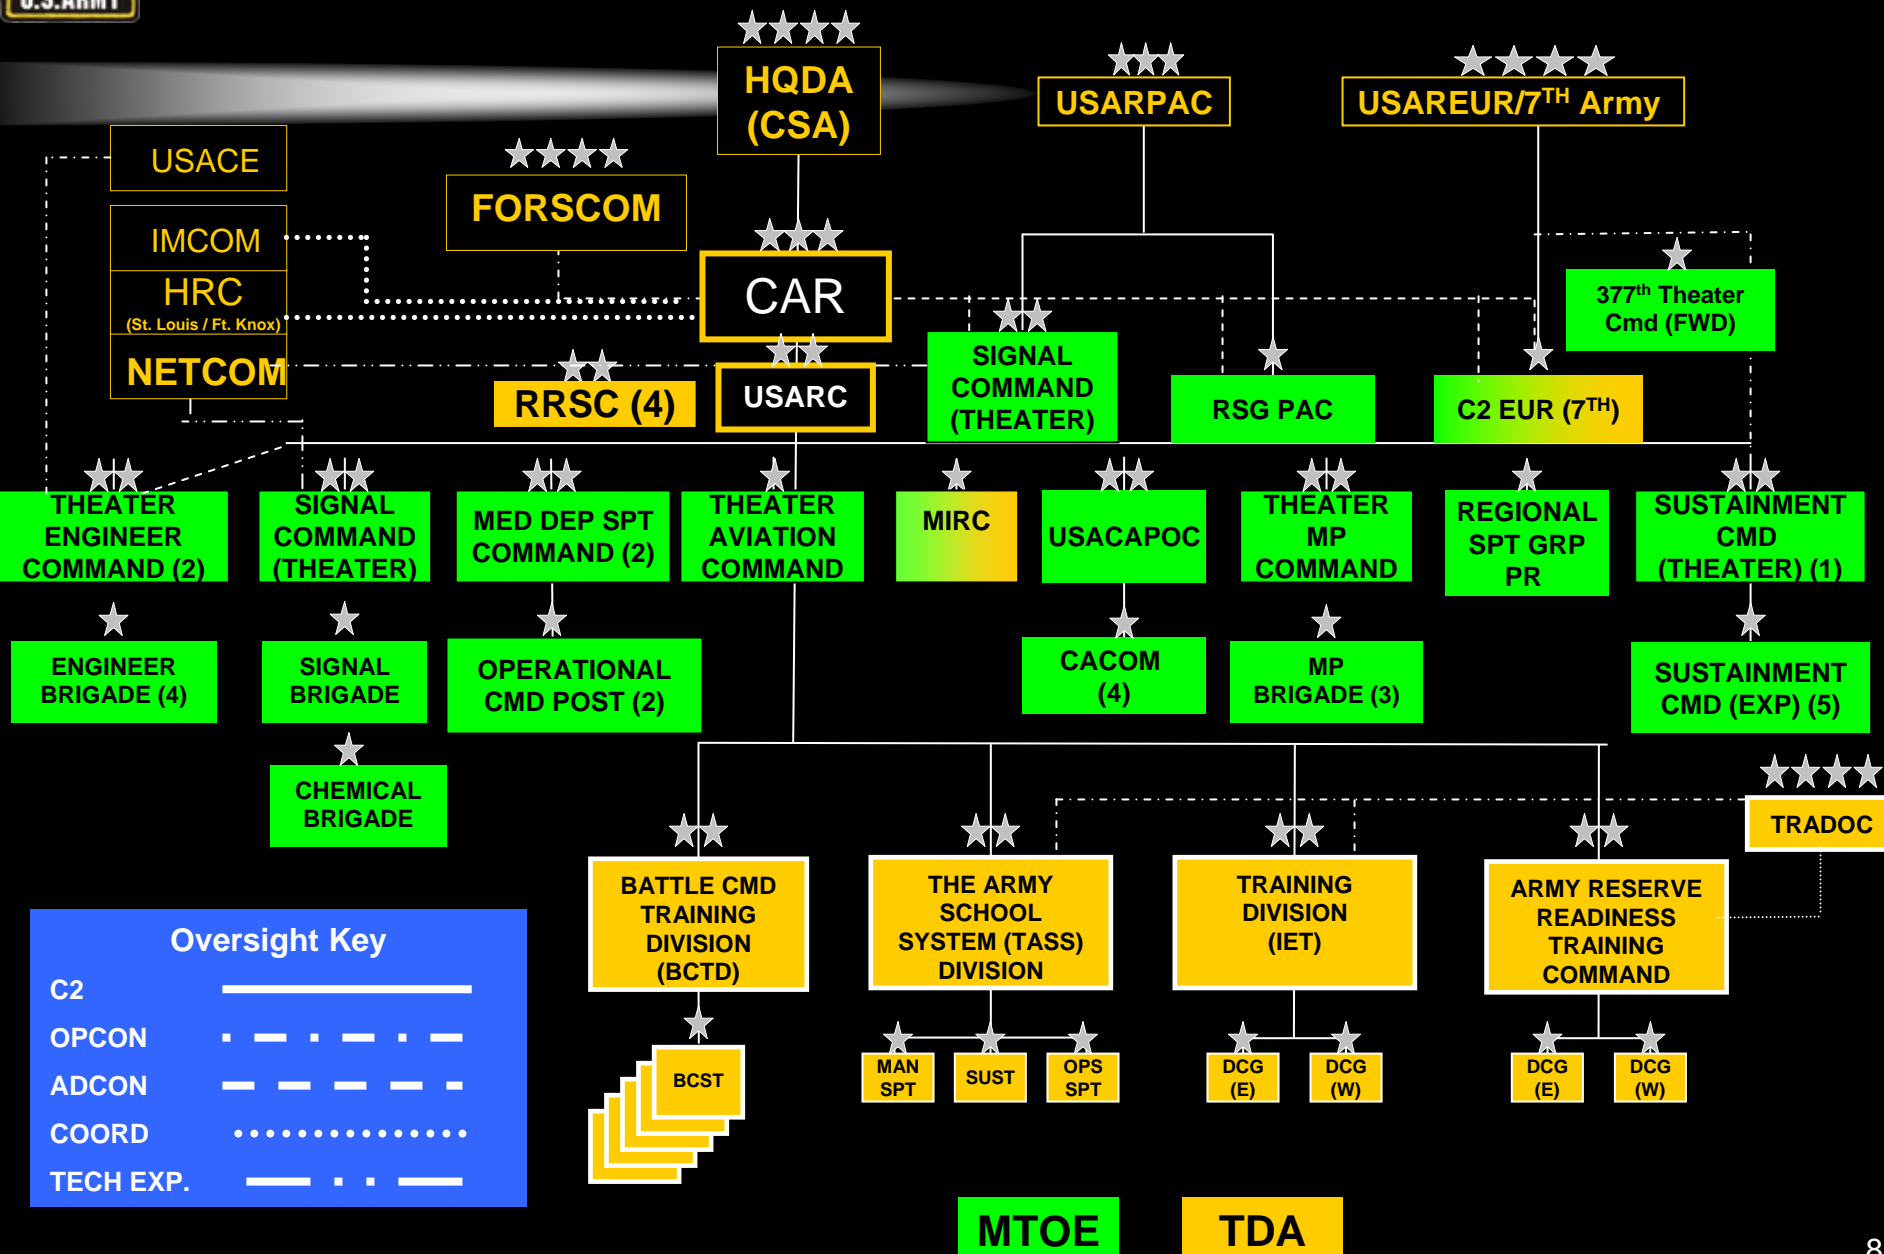 U.S.ARMY
HQDA
(CSA)
USARPAC
USAREUR/7TH Army
USACE
FORSCOM
IMCOM
HRC
(St. Louis / Ft. Knox)
NETCOM
CAR
377th Theater
Cmd (FWD)
RRSC (4)
USARC
SIGNAL
COMMAND
(THEATER)
RSG PAC
C2 EUR (7TH)
THEATER
ENGINEER
COMMAND (2)
SIGNAL
COMMAND
(THEATER)
MED DEP SPT
COMMAND (2)
THEATER
AVIATION
COMMAND
MIRC
USACAPOC
THEATER
MP
COMMAND
REGIONAL
SPT GRP
PR
SUSTAINMENT
CMD
(THEATER) (1)
ENGINEER
BRIGADE (4)
SIGNAL
BRIGADE
OPERATIONAL
CMD POST (2)
CACOM
(4)
MP
BRIGADE (3)
SUSTAINMENT
CMD (EXP) (5)
CHEMICAL
BRIGADE
TRADOC
BATTLE CMD
TRAINING
DIVISION
(BCTD)
THE ARMY
SCHOOL
SYSTEM (TASS)
DIVISION
TRAINING
DIVISION
(IET)
ARMY RESERVE
READINESS
TRAINING
COMMAND
BCST
MAN
SPT
SUST
OPS
SPT
DCG
(E)
DCG
(W)
DCG
(E)
DCG
(W)
Oversight Key
C2
OPCON
ADCON
COORD
TECH EXP.
MTOE
TDA
8